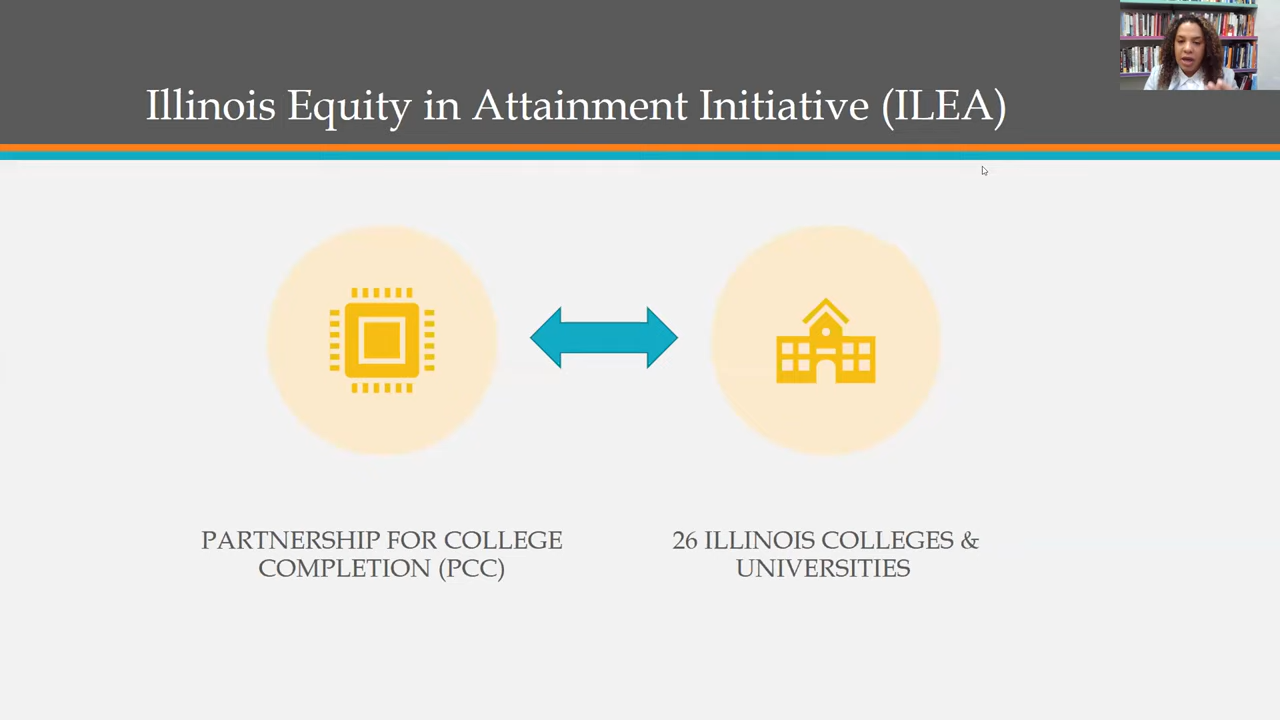 Illinois Equity in Attainment Initiative (ILEA)
PARTNERSHIP FOR COLLEGE
COMPLETION (PCC)
26 ILLINOIS COLLEGES &
UNIVERSITIES